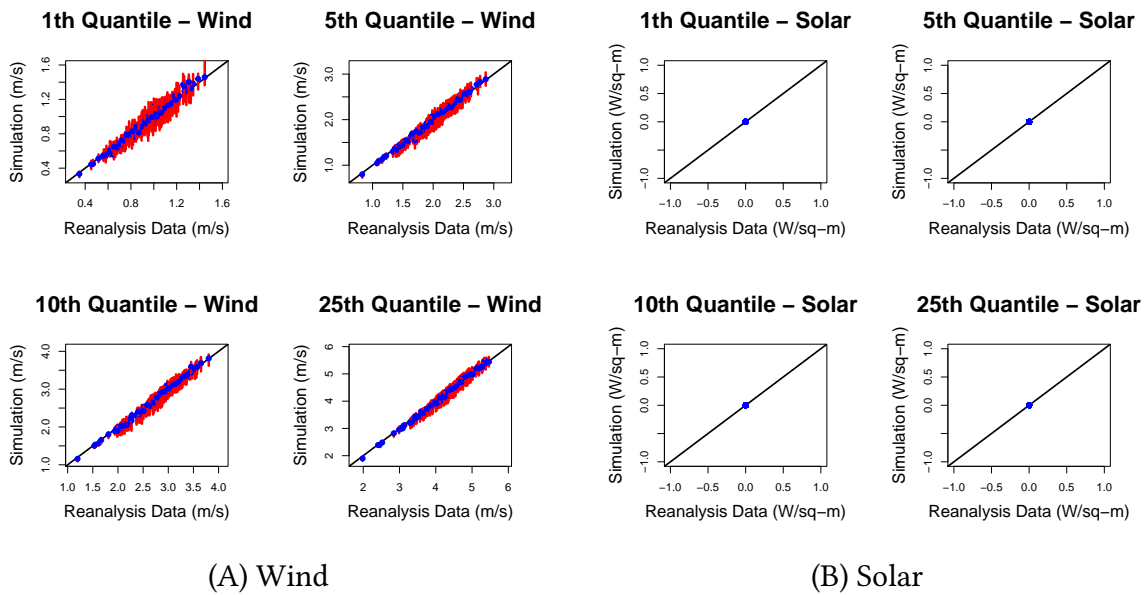 1th Quantile – Wind
5th Quantile – Wind
1th Quantile – Solar
5th Quantile – Solar
Simulation (m/s)
0.4 0.8 1.2 1.6
0.4 0.8 1.2 1.6
Reanalysis Data (m/s)
Simulation (m/s)
1.0 2.0 3.0
1.0 1.5 2.0 2.5 3.0
Reanalysis Data (m/s)
Simulation (W/sq−m)
−1.0 0.0 0.5 1.0
−1.0 −0.5 0.0 0.5 1.0
Reanalysis Data (W/sq−m)
Simulation (W/sq−m)
−1.0 0.0 0.5 1.0
−1.0 −0.5 0.0 0.5 1.0
Reanalysis Data (W/sq−m)
10th Quantile – Wind
25th Quantile – Wind
10th Quantile – Solar
25th Quantile – Solar
Simulation (m/s)
1.0 2.0 3.0 4.0
1.0 1.5 2.0 2.5 3.0 3.5 4.0
Reanalysis Data (m/s)
Simulation (m/s)
2 3 4 5 6
2 3 4 5 6
Reanalysis Data (m/s)
Simulation (W/sq−m)
−1.0 0.0 0.5 1.0
−1.0 −0.5 0.0 0.5 1.0
Reanalysis Data (W/sq−m)
Simulation (W/sq−m)
−1.0 0.0 0.5 1.0
−1.0 −0.5 0.0 0.5 1.0
Reanalysis Data (W/sq−m)
(A) Wind
(B) Solar